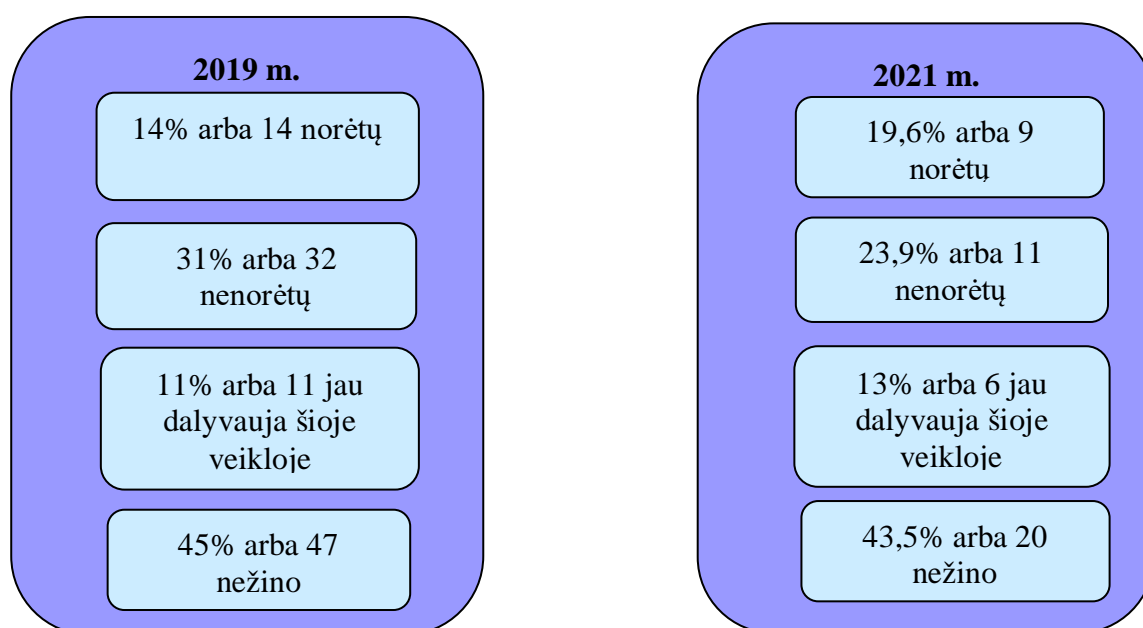 2019 m.
14% arba 14 norėtų
31% arba 32
nenorėtų
11% arba 11 jau
dalyvauja šioje
veikloje
45% arba 47
nežino
2021 m.
19,6% arba 9
norėtų
23,9% arba 11
nenorėtų
13% arba 6 jau
dalyvauja šioje
veikloje
43,5% arba 20
nežino